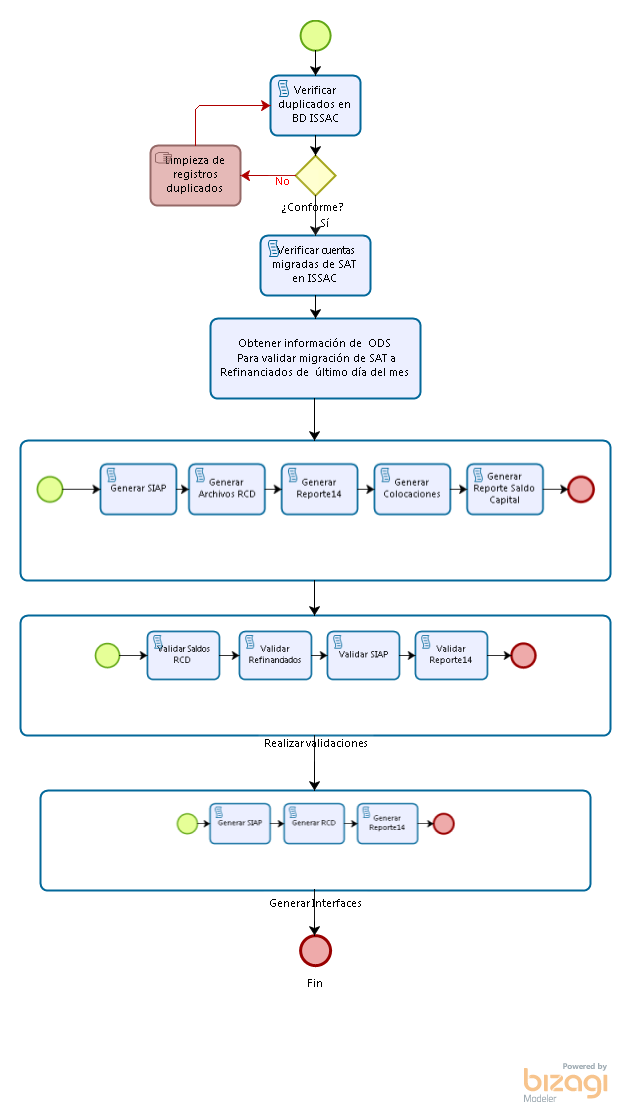 Verificar
duplicados en
BD ISSAC
Limpieza de
registros
duplicados
No
¿Conforme?
Sí
Verificar cuentas
migradas de SAT
en ISSAC
Obtener información de ODS
Para validar migración de SAT a
Refinanciados de último día del mes
Generar SIAP
Generar
Archivos RCD
Generar
Reporte14
Generar
Colocaciones
Generar
Reporte Saldo
Capital
Validar Saldos
RCD
Validar
Refinandados
Validar SIAP
Validar
Reporte14
Realizar validaciones
Generar SIAP
Generar RCD
Generar
Reporte14
Generar Interfaces
Fin
Powered by
bizagi
Modeler